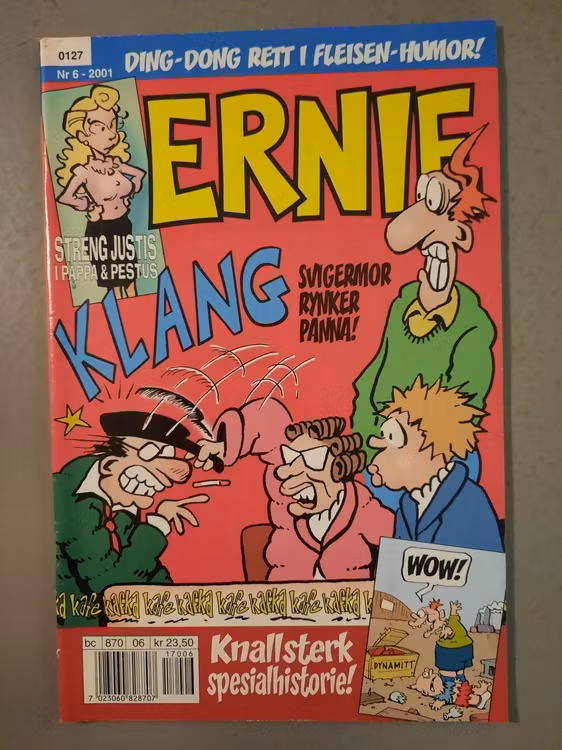 0127
Nr 6 - 2001
DING-DONG RETT I FLEISEN-HUMOR!
ERNIE
STRENG JUSTIS
I PAPPA & PESTUS
KLANG
SVIGERMOR
RYNKER
PANNA!
kafka kafe kafka kafe kafka kafe kafka kafe kafka
WOW!
DYNAMITT
bc 870 06 kr 23,50
17006
7 023060 828707
Knallsterk
spesialhistorie!